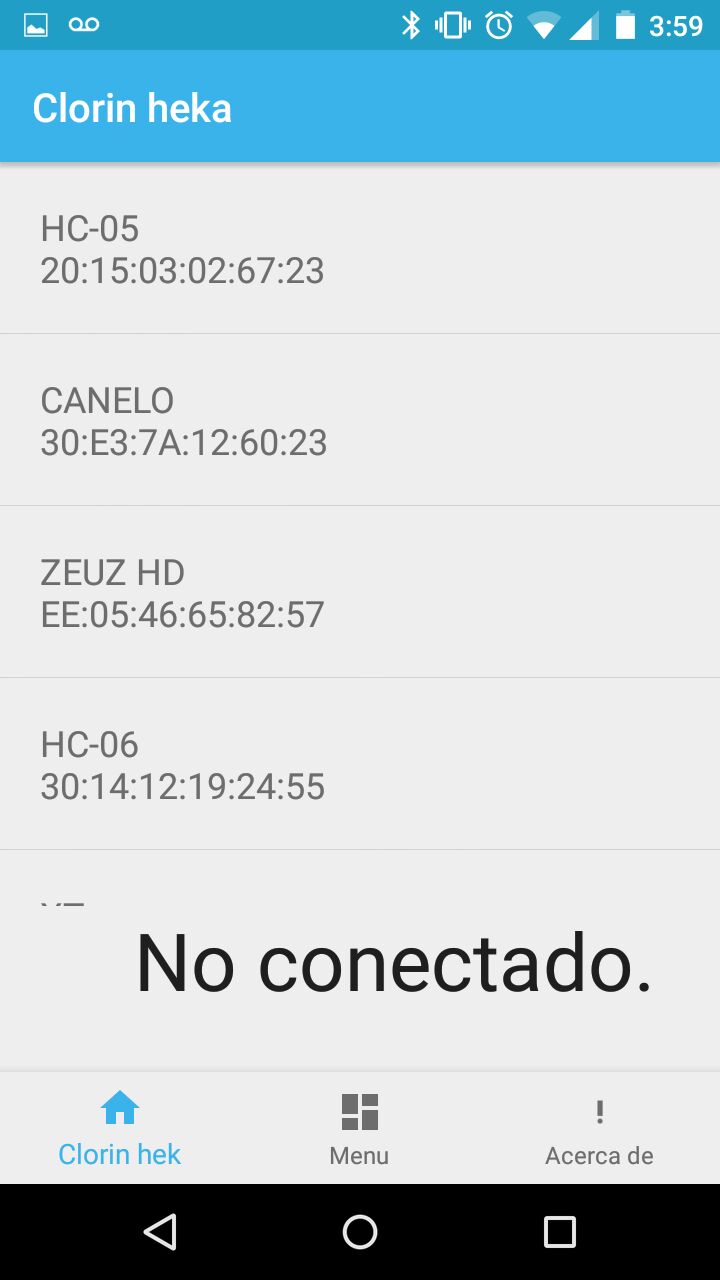 3:59
Clorin heka
HC-05
20:15:03:02:67:23
CANELO
30:E3:7A:12:60:23
ZEUZ HD
EE:05:46:65:82:57
HC-06
30:14:12:19:24:55
No conectado.
Clorin hek
Menu
Acerca de